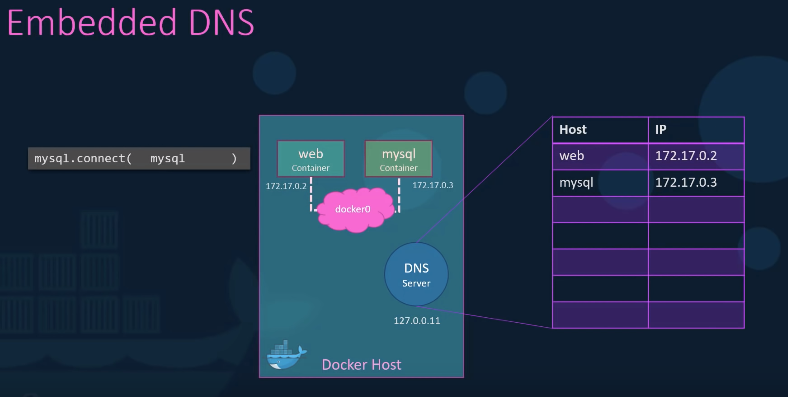 Embedded DNS
mysql.connect( mysql )
web
Container
mysql
Container
172.17.0.2
172.17.0.3
docker0
DNS
Server
127.0.0.11
Docker Host
Host IP
web 172.17.0.2
mysql 172.17.0.3